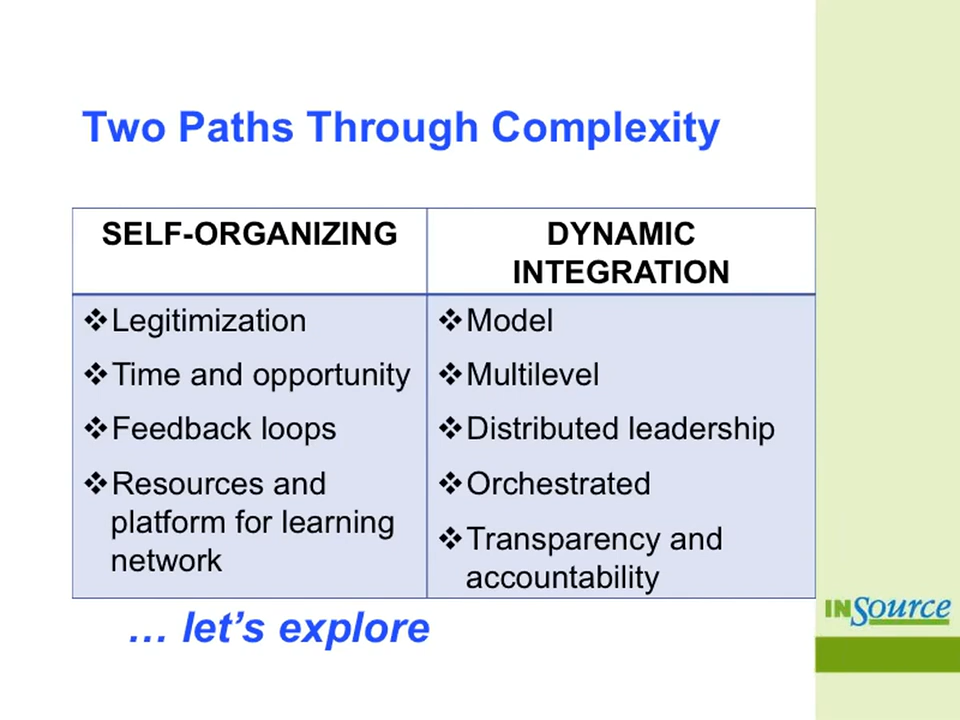 Two Paths Through Complexity
SELF-ORGANIZING
DYNAMIC
INTEGRATION
❖Legitimization
❖Time and opportunity
❖Feedback loops
❖Resources and
platform for learning
network
❖Model
❖Multilevel
❖Distributed leadership
❖Orchestrated
❖Transparency and
accountability
… let’s explore
INSource